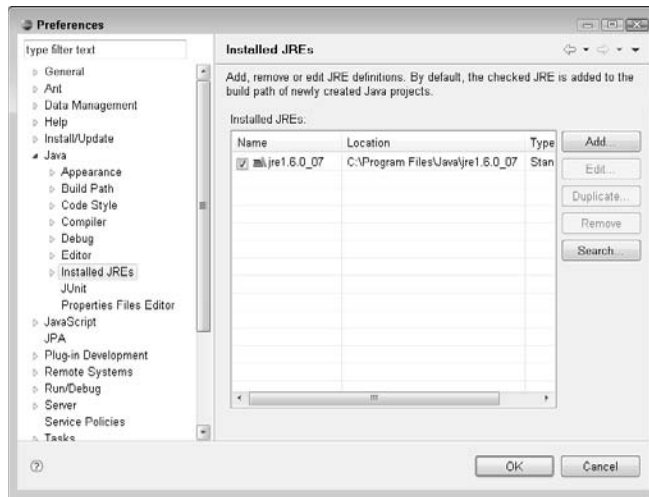 Preferences
type filter text
General
Ant
Data Management
Help
Install/Update
Java
Appearance
Build Path
Code Style
Compiler
Debug
Editor
Installed JREs
JUnit
Properties Files Editor
JavaScript
JPA
Plug-in Development
Remote Systems
Run/Debug
Server
Service Policies
Tasks
Installed JREs
Add, remove or edit JRE definitions. By default, the checked JRE is added to the
build path of newly created Java projects.
Installed JREs:
Name Location Type
jre1.6.0_07 C:\Program Files\Java\jre1.6.0_07 Stan
Add...
Edit...
Duplicate...
Remove
Search...
OK Cancel